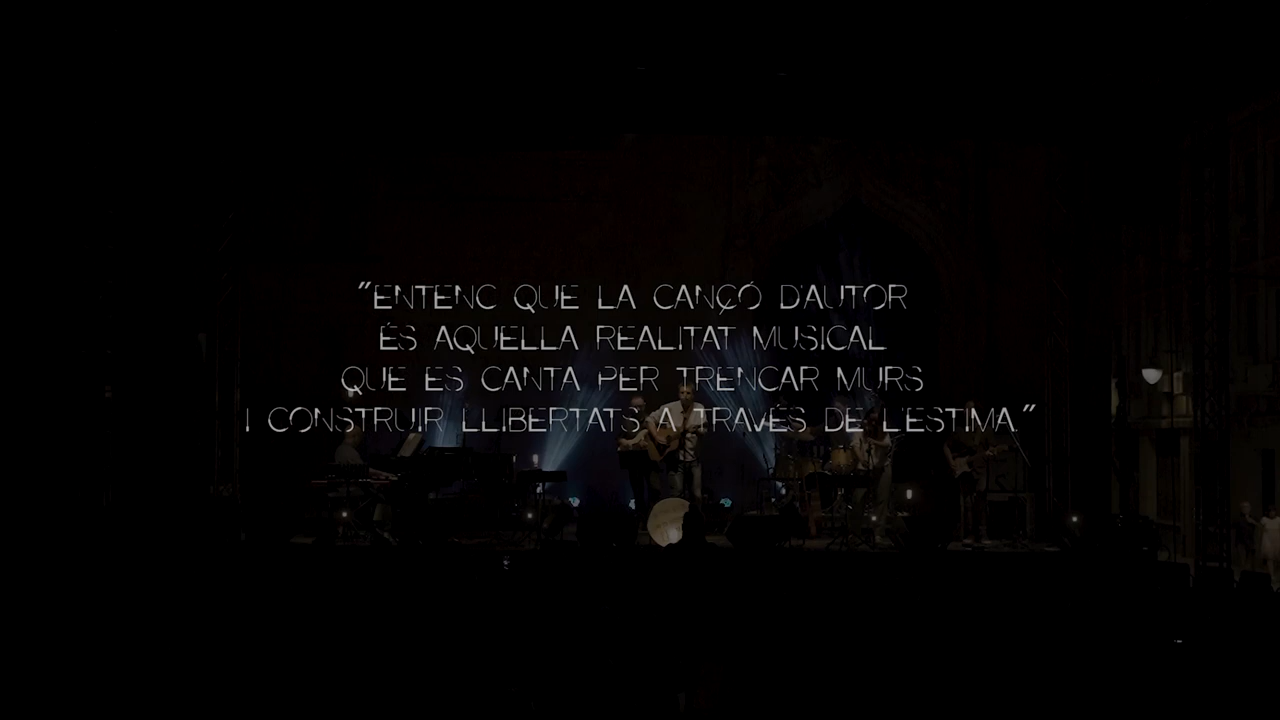 "ENTENC QUE LA CANÇÓ D'AUTOR
ÉS AQUELLA REALITAT MUSICAL
QUE ES CANTA PER TRENCAR MURS
I CONSTRUIR LLIBERTATS A TRAVÉS DE L'ESTIMA."